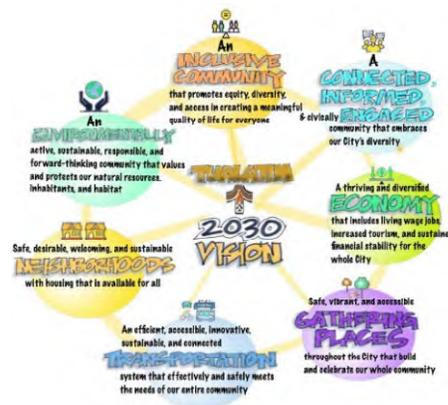 An
INCLUSIVE
COMMUNITY
that promotes equity, diversity,
and access in creating a meaningful
quality of life for everyone
A
CONNECTED,
INFORMED,
& civically ENGAGED
community that embraces
our City's diversity
An
ENVIRONMENTALLY
active, sustainable, responsible, and
forward-thinking community that values
and protects our natural resources,
inhabitants, and habitat
TUALATIN
2030
VISION
A thriving and diversified
ECONOMY
that includes living wage jobs,
increased tourism, and sustained
financial stability for the
whole City
Safe, desirable, welcoming, and sustainable
NEIGHBORHOODS
with housing that is available for all
An efficient, accessible, innovative,
sustainable, and connected
TRANSPORTATION
system that effectively and safely meets
the needs of our entire community
Safe, vibrant, and accessible
GATHERING
PLACES
throughout the City that build
and celebrate our whole community